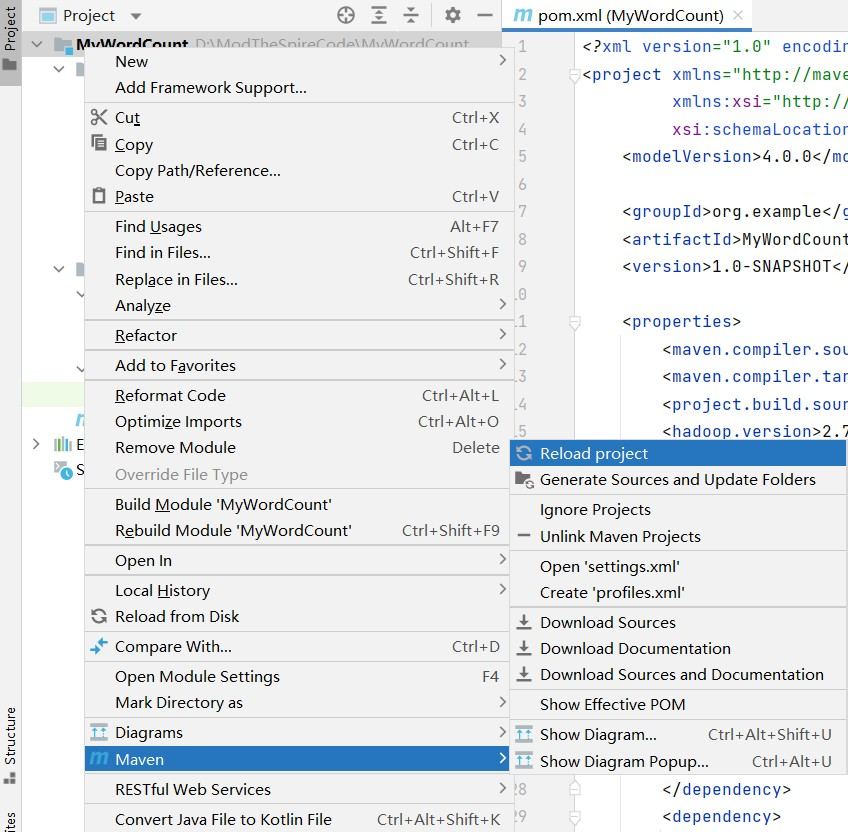 Project
Project
pom.xml (MyWordCount)
MyWordCount D:\ModTheSpireCode\MyWordCount
New
Add Framework Support...
Cut Ctrl+X
Copy Ctrl+C
Copy Path/Reference...
Paste Ctrl+V
Find Usages Alt+F7
Find in Files... Ctrl+Shift+F
Replace in Files... Ctrl+Shift+R
Analyze
Refactor
Add to Favorites
Reformat Code Ctrl+Alt+L
Optimize Imports Ctrl+Alt+O
Remove Module Delete
Override File Type
Build Module 'MyWordCount'
Rebuild Module 'MyWordCount' Ctrl+Shift+F9
Open In
Local History
Reload from Disk
Compare With... Ctrl+D
Open Module Settings F4
Mark Directory as
Diagrams
Maven
RESTful Web Services
Convert Java File to Kotlin File Ctrl+Alt+Shift+K
1 <?xml version="1.0" encodin
2 <project xmlns="http://mave
3 xmlns:xsi="http:/
4 xsi:schemaLocation
5 <modelVersion>4.0.0</mo
6
7 <groupId>org.example</g
8 <artifactId>MyWordCount
9 <version>1.0-SNAPSHOT</
10
11 <properties>
12 <maven.compiler.sou
13 <maven.compiler.tar
14 <project.build.sour
15 <hadoop.version>2.7
Reload project
Generate Sources and Update Folders
Ignore Projects
Unlink Maven Projects
Open 'settings.xml'
Create 'profiles.xml'
Download Sources
Download Documentation
Download Sources and Documentation
Show Effective POM
Show Diagram... Ctrl+Alt+Shift+U
Show Diagram Popup... Ctrl+Alt+U
28 </dependency>
29 <dependency>
Structure